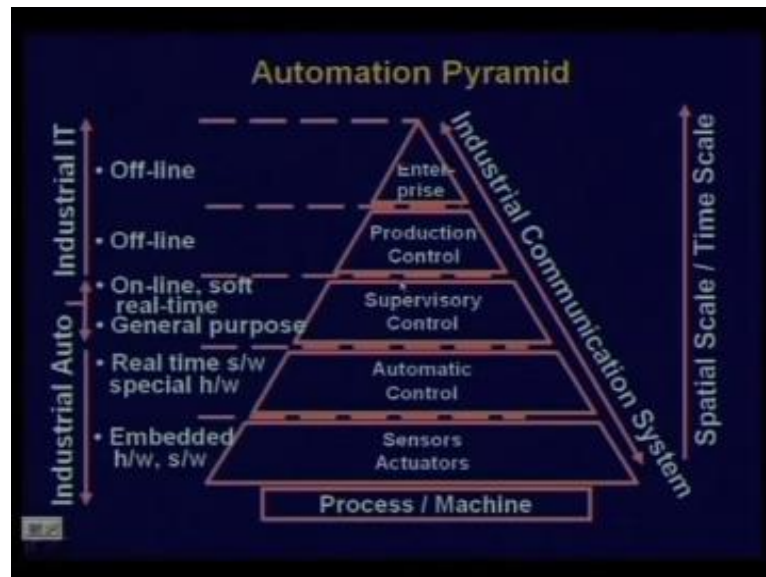 Automation Pyramid
Industrial IT
• Off-line
• Off-line
• On-line, soft
real-time
• General purpose
Industrial Auto
• Real time s/w
special h/w
• Embedded
h/w, s/w
Enter-
prise
Production
Control
Supervisory
Control
Automatic
Control
Sensors
Actuators
Process / Machine
Industrial Communication System
Spatial Scale / Time Scale